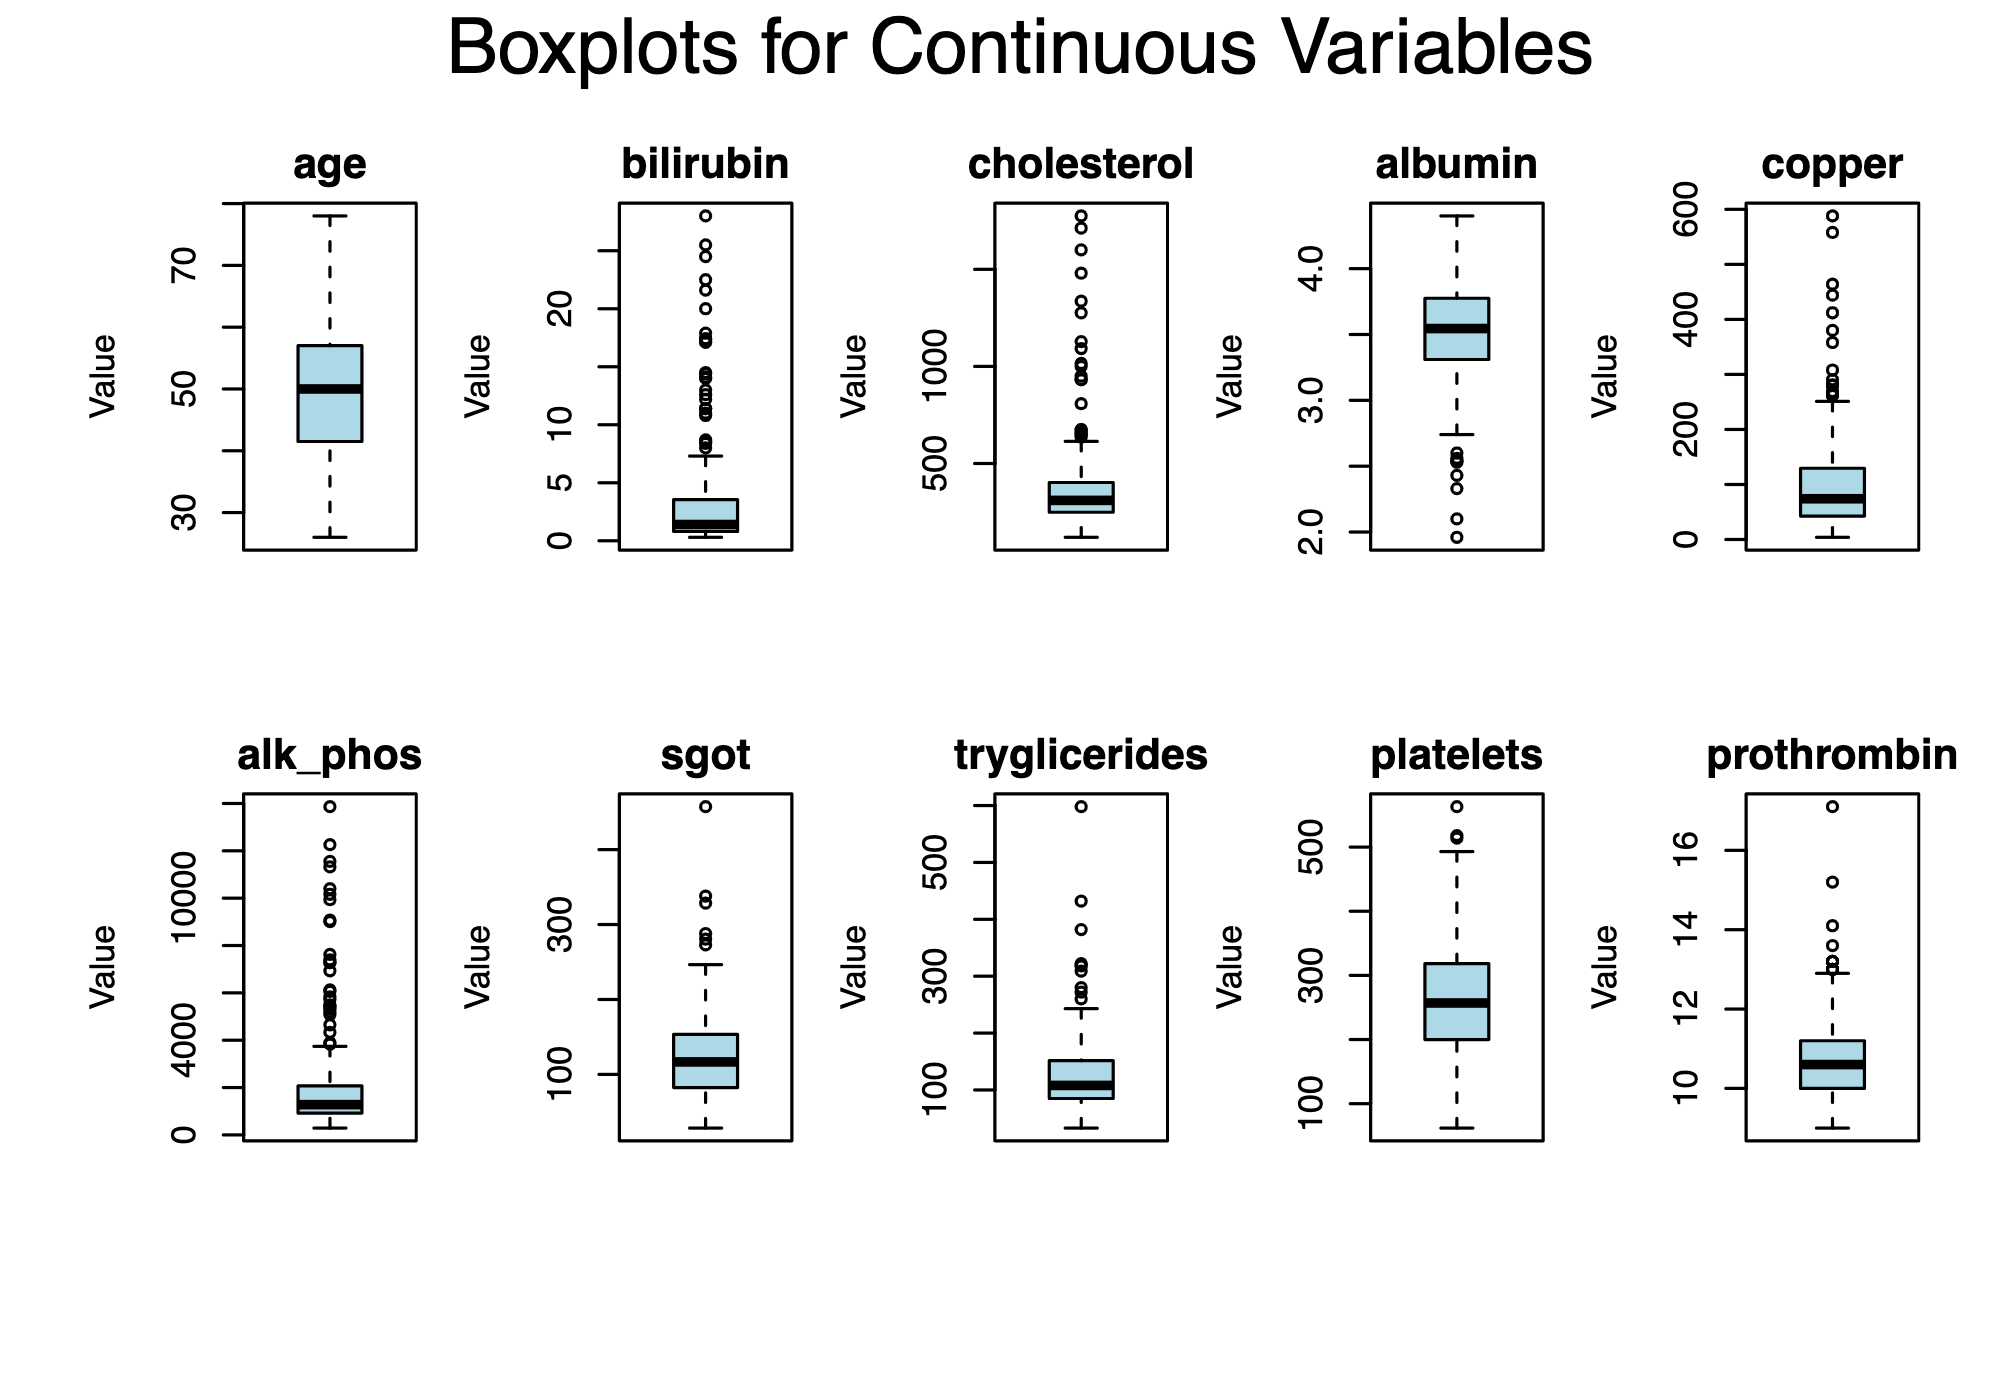 Boxplots for Continuous Variables
age
bilirubin
cholesterol
albumin
copper
Value
30
50
70
Value
0
5
10
20
Value
500
1000
Value
2.0
3.0
4.0
Value
0
200
400
600
alk_phos
sgot
tryglicerides
platelets
prothrombin
Value
0
4000
10000
Value
100
300
Value
100
300
500
Value
100
300
500
Value
10
12
14
16